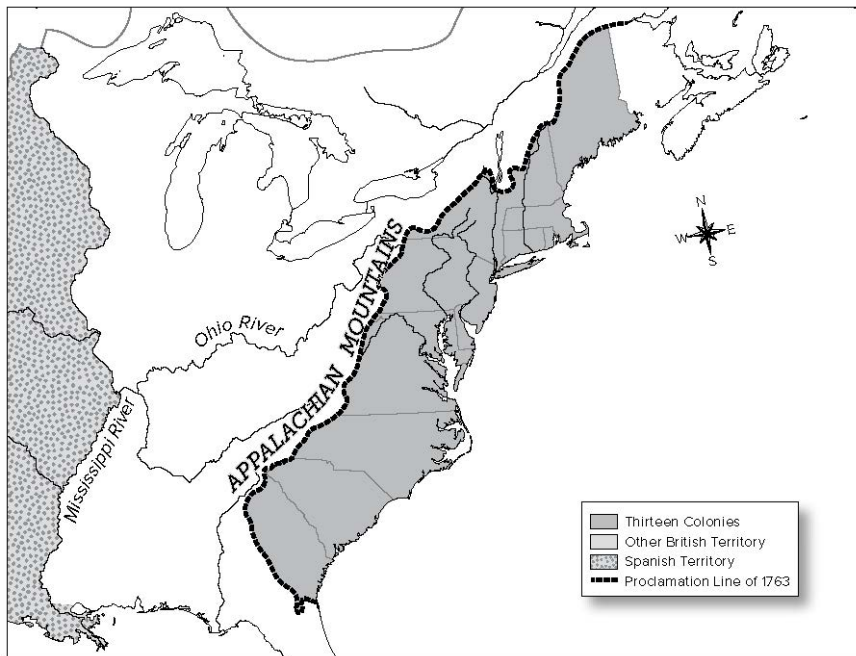 N
W E
S
APPALACHIAN MOUNTAINS
Ohio River
Mississippi River
Thirteen Colonies
Other British Territory
Spanish Territory
Proclamation Line of 1763